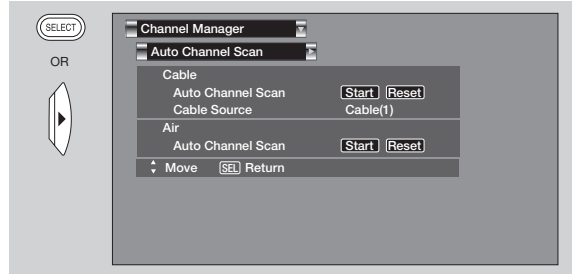 SELECT
OR
Channel Manager
Auto Channel Scan
Cable
Auto Channel Scan Start Reset
Cable Source Cable(1)
Air
Auto Channel Scan Start Reset
Move SEL Return